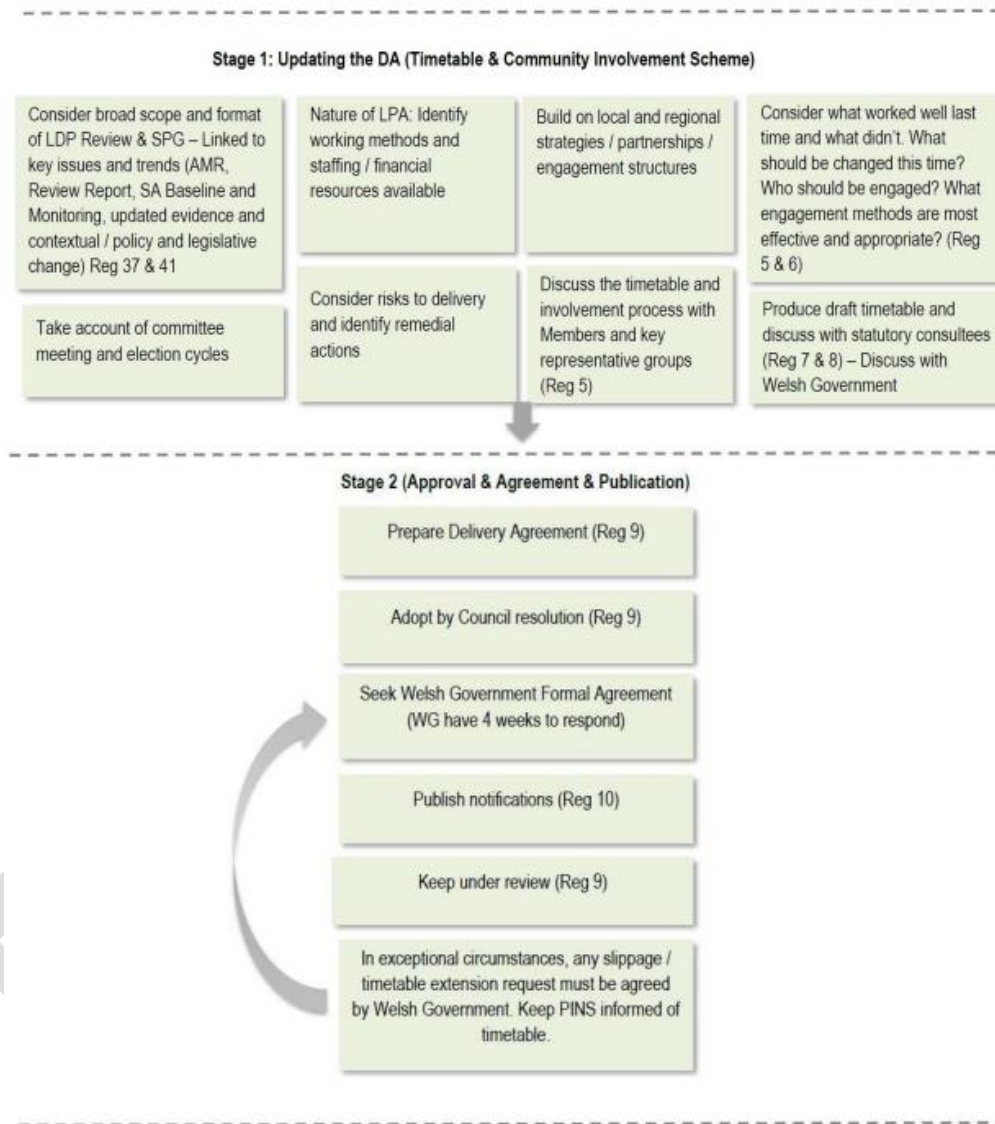 Stage 1: Updating the DA (Timetable & Community Involvement Scheme)
Consider broad scope and format
of LDP Review & SPG – Linked to
key issues and trends (AMR,
Review Report, SA Baseline and
Monitoring, updated evidence and
contextual / policy and legislative
change) Reg 37 & 41
Nature of LPA: Identify
working methods and
staffing / financial
resources available
Build on local and regional
strategies / partnerships /
engagement structures
Consider what worked well last
time and what didn't. What
should be changed this time?
Who should be engaged? What
engagement methods are most
effective and appropriate? (Reg
5 & 6)
Take account of committee
meeting and election cycles
Consider risks to delivery
and identify remedial
actions
Discuss the timetable and
involvement process with
Members and key
representative groups
(Reg 5)
Produce draft timetable and
discuss with statutory consultees
(Reg 7 & 8) – Discuss with
Welsh Government
Stage 2 (Approval & Agreement & Publication)
Prepare Delivery Agreement (Reg 9)
Adopt by Council resolution (Reg 9)
Seek Welsh Government Formal Agreement
(WG have 4 weeks to respond)
Publish notifications (Reg 10)
Keep under review (Reg 9)
In exceptional circumstances, any slippage /
timetable extension request must be agreed
by Welsh Government. Keep PINS informed of
timetable.